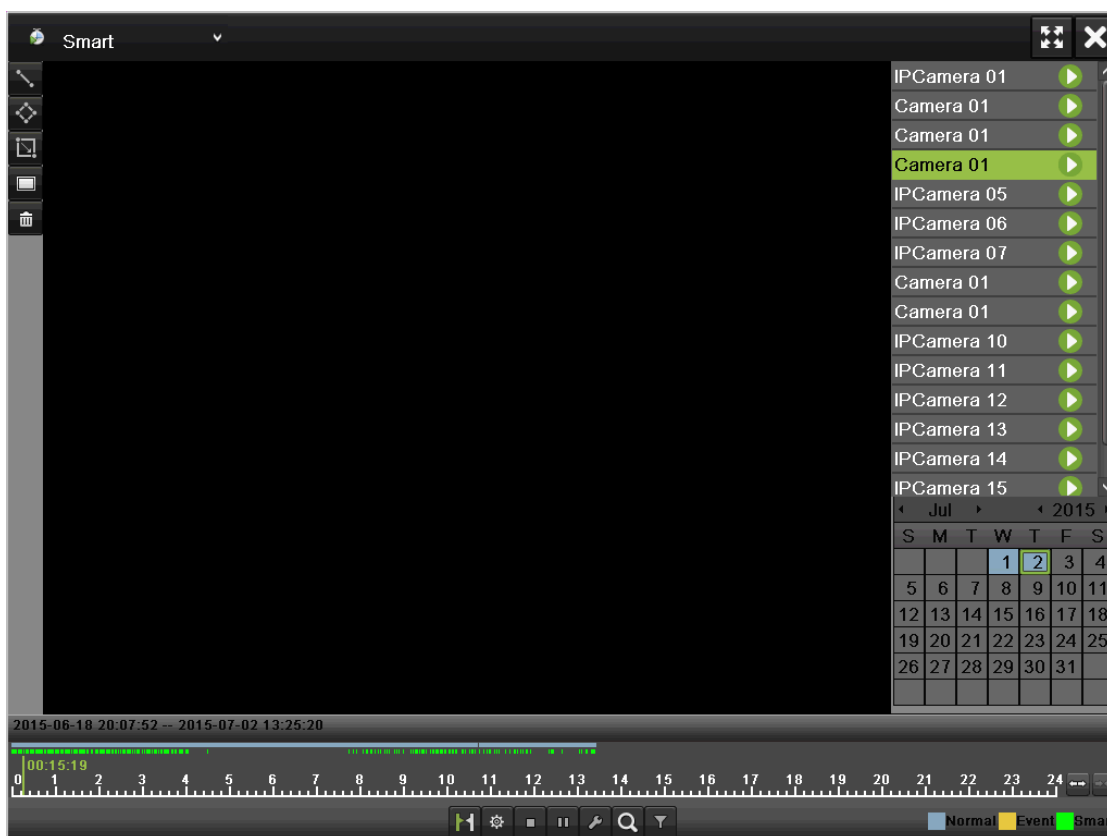 Smart
IPCamera 01
Camera 01
Camera 01
Camera 01
IPCamera 05
IPCamera 06
IPCamera 07
Camera 01
Camera 01
IPCamera 10
IPCamera 11
IPCamera 12
IPCamera 13
IPCamera 14
IPCamera 15
Jul 2015
S M T W T F S
1 2 3 4
5 6 7 8 9 10 11
12 13 14 15 16 17 18
19 20 21 22 23 24 25
26 27 28 29 30 31
2015-06-18 20:07:52 -- 2015-07-02 13:25:20
00:15:19
0 1 2 3 4 5 6 7 8 9 10 11 12 13 14 15 16 17 18 19 20 21 22 23 24
Normal Event Smar